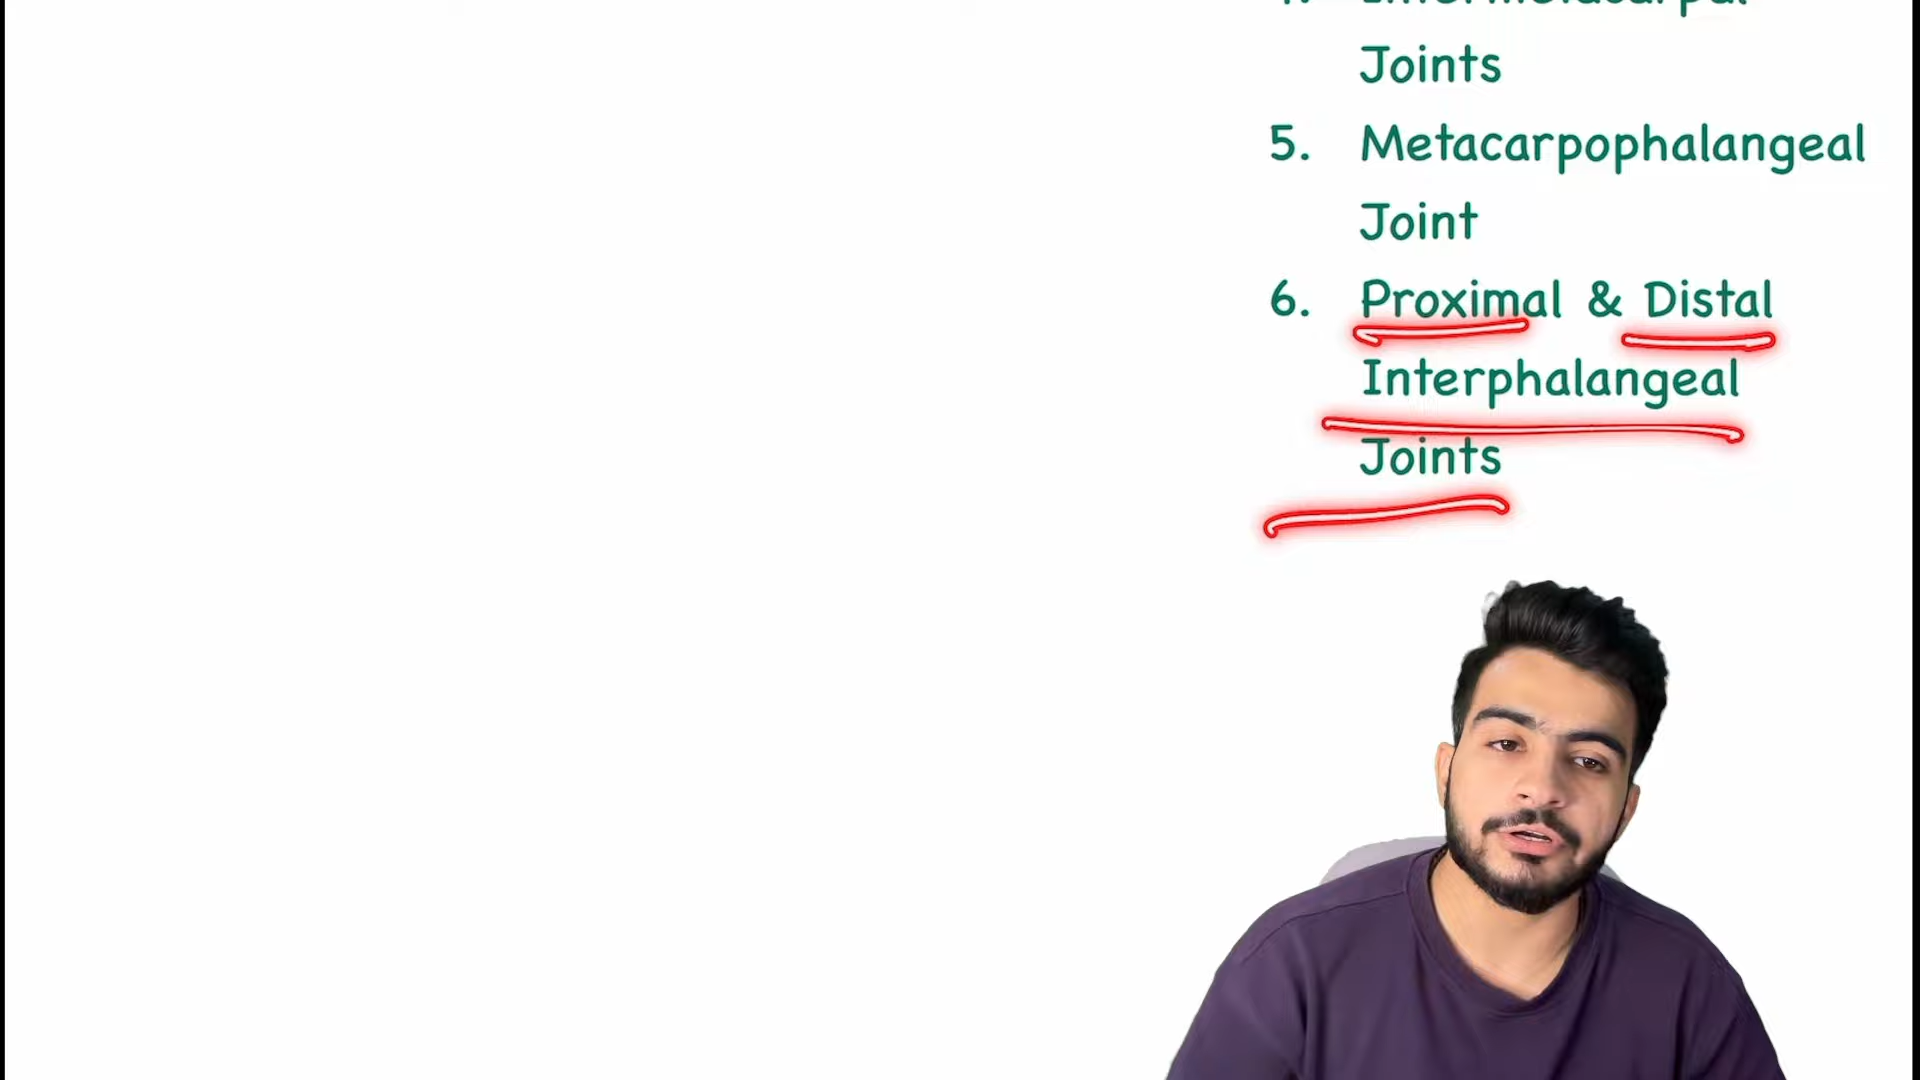 Joints
5. Metacarpophalangeal
Joint
6. Proximal & Distal
Interphalangeal
Joints